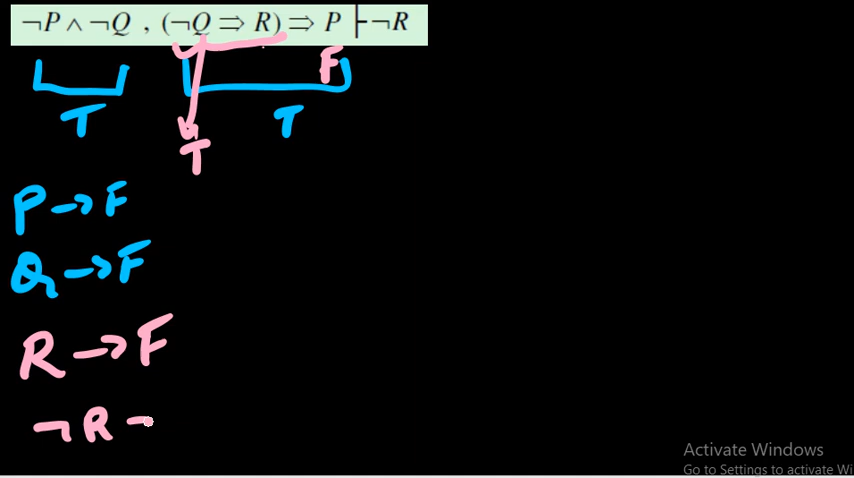 ¬P ∧ ¬Q , (¬Q ⇒ R) ⇒ P ⊢ ¬R
F
T T
T
P → F
Q → F
R → F
¬R -
Activate Windows
Go to Settings to activate Wi